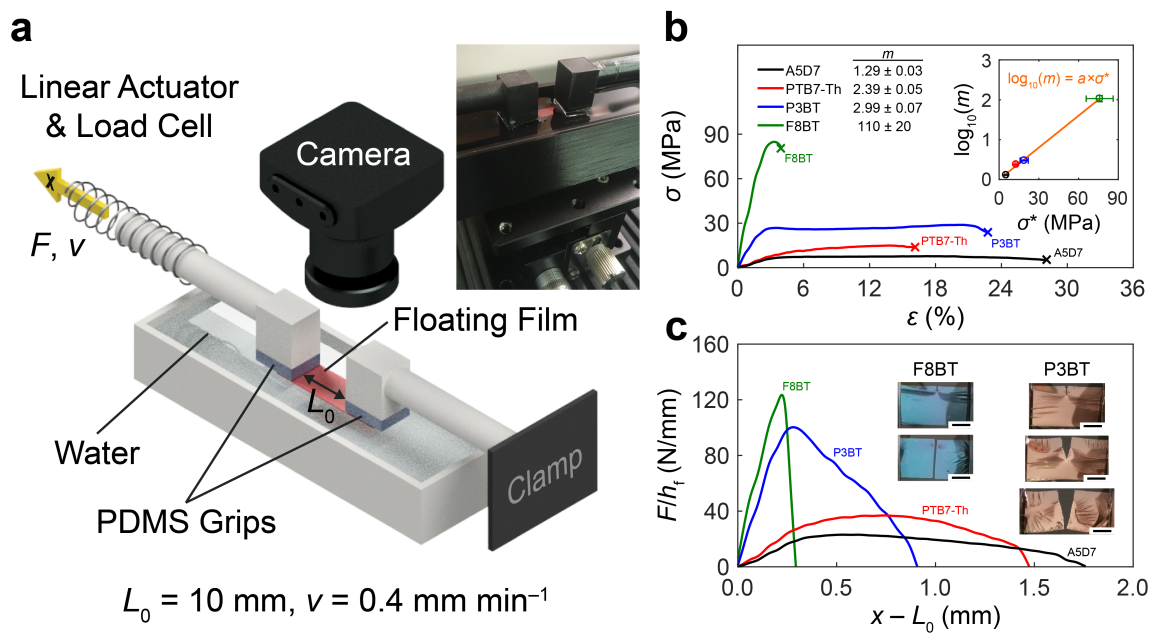 a
Linear Actuator
& Load Cell
Camera
X
F, v
Floating Film
L₀
Water
PDMS Grips
Clamp
L₀ = 10 mm, v = 0.4 mm min⁻¹
b
σ (MPa)
90
60
30
0
0 6 12 18 24 30 36
ε (%)
m
A5D7 1.29 ± 0.03
PTB7-Th 2.39 ± 0.05
P3BT 2.99 ± 0.07
F8BT 110 ± 20
F8BT
PTB7-Th
P3BT
A5D7
log₁₀(m)
3
2
1
0
log₁₀(m) = a×σ*
0 30 60 90
σ* (MPa)
c
F/h_f (N/mm)
160
120
80
40
0
0.0 0.5 1.0 1.5 2.0
x − L₀ (mm)
F8BT
P3BT
PTB7-Th
A5D7
F8BT P3BT